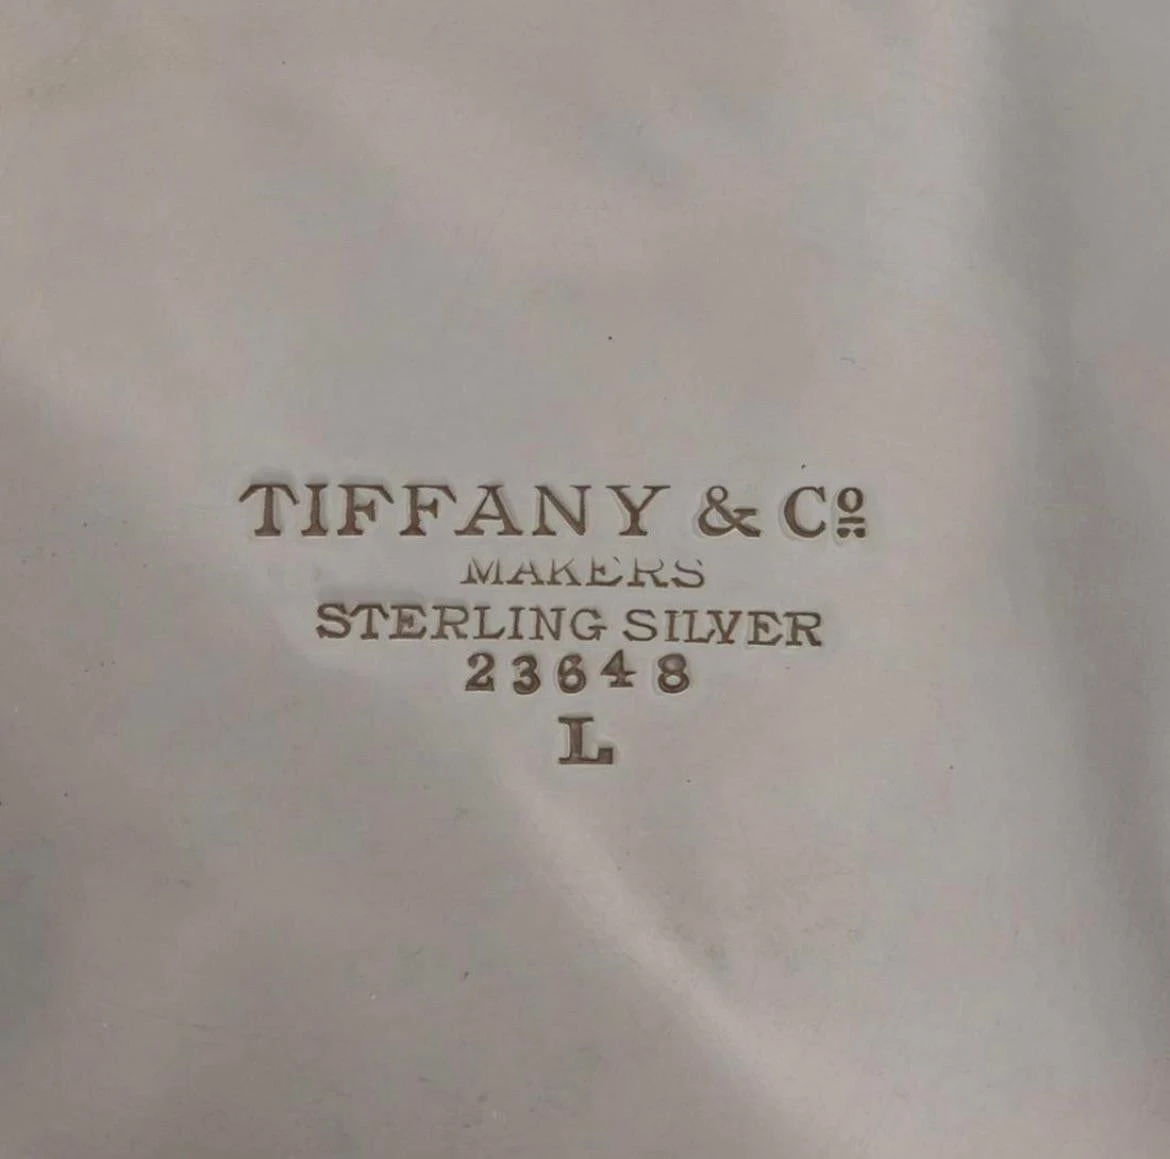 TIFFANY & Cº
MAKERS
STERLING SILVER
23648
L